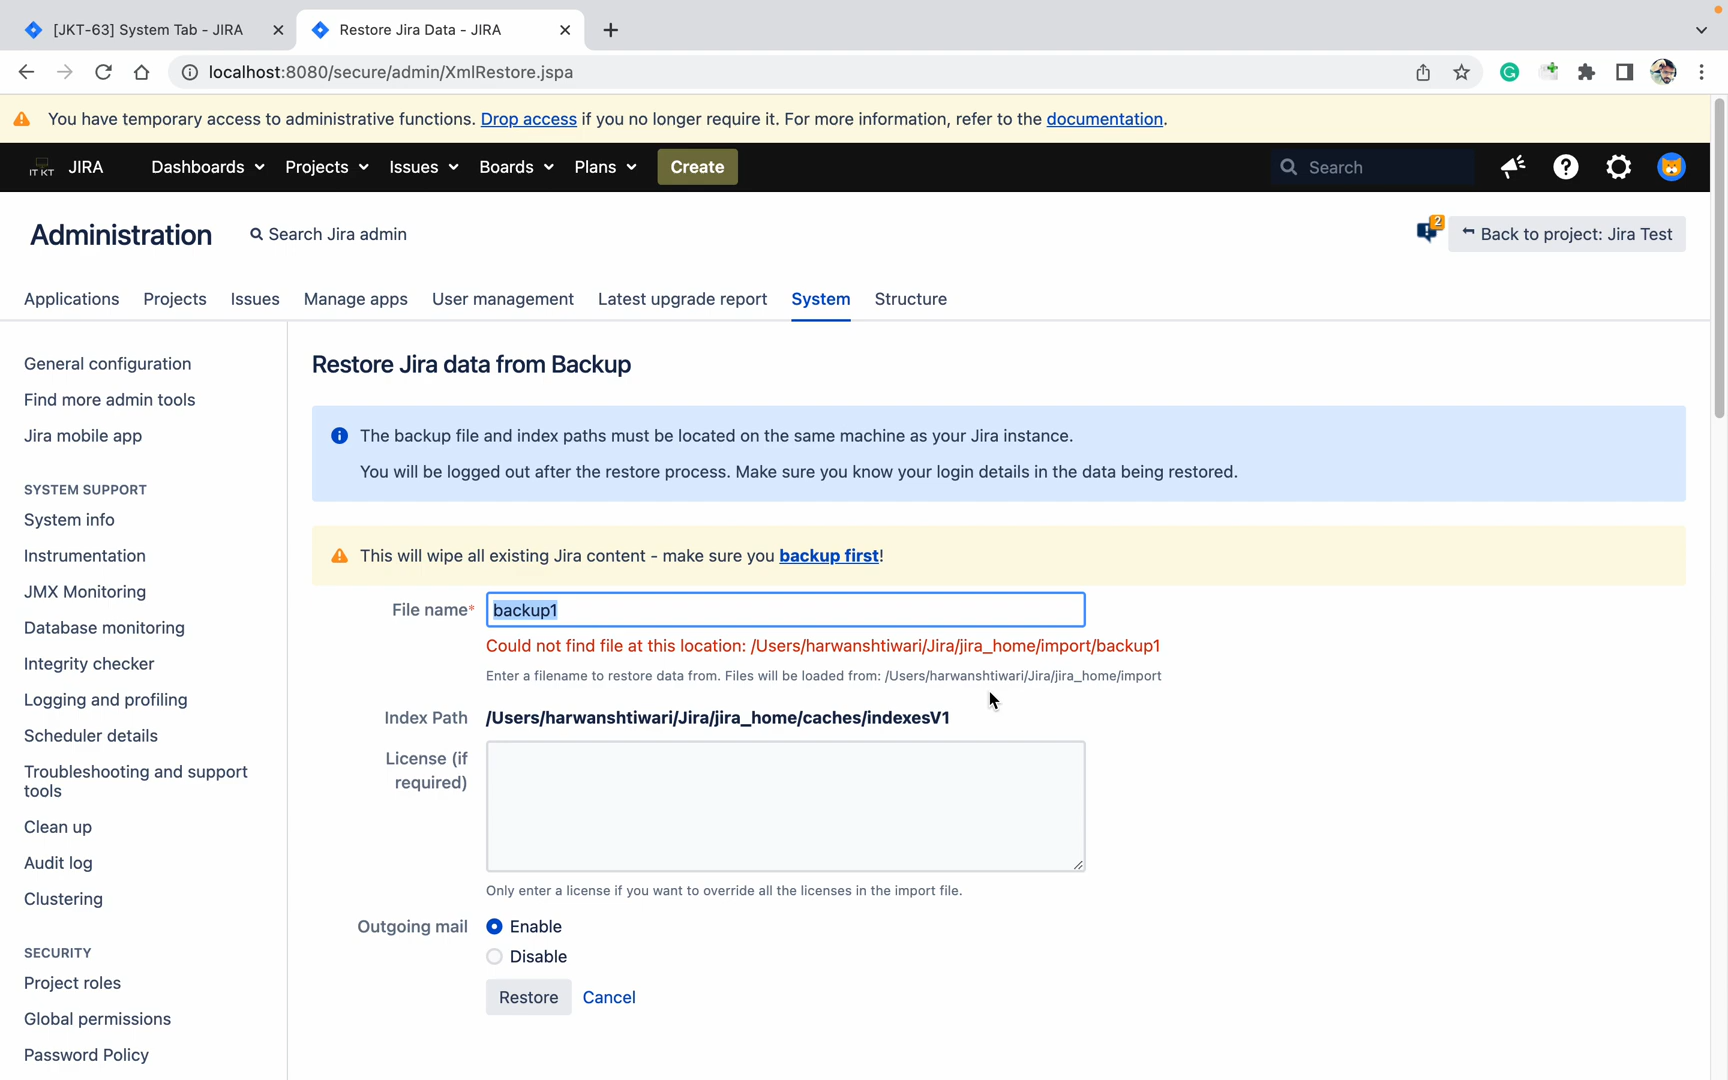 [JKT-63] System Tab - JIRA
Restore Jira Data - JIRA
localhost:8080/secure/admin/XmlRestore.jspa
You have temporary access to administrative functions. Drop access if you no longer require it. For more information, refer to the documentation.
IT KT JIRA Dashboards Projects Issues Boards Plans Create Search
Administration Search Jira admin 2 Back to project: Jira Test
Applications Projects Issues Manage apps User management Latest upgrade report System Structure
General configuration
Find more admin tools
Jira mobile app
SYSTEM SUPPORT
System info
Instrumentation
JMX Monitoring
Database monitoring
Integrity checker
Logging and profiling
Scheduler details
Troubleshooting and support
tools
Clean up
Audit log
Clustering
SECURITY
Project roles
Global permissions
Password Policy
Restore Jira data from Backup
The backup file and index paths must be located on the same machine as your Jira instance.
You will be logged out after the restore process. Make sure you know your login details in the data being restored.
This will wipe all existing Jira content - make sure you backup first!
File name* backup1
Could not find file at this location: /Users/harwanshtiwari/Jira/jira_home/import/backup1
Enter a filename to restore data from. Files will be loaded from: /Users/harwanshtiwari/Jira/jira_home/import
Index Path /Users/harwanshtiwari/Jira/jira_home/caches/indexesV1
License (if
required)
Only enter a license if you want to override all the licenses in the import file.
Outgoing mail Enable
Disable
Restore Cancel